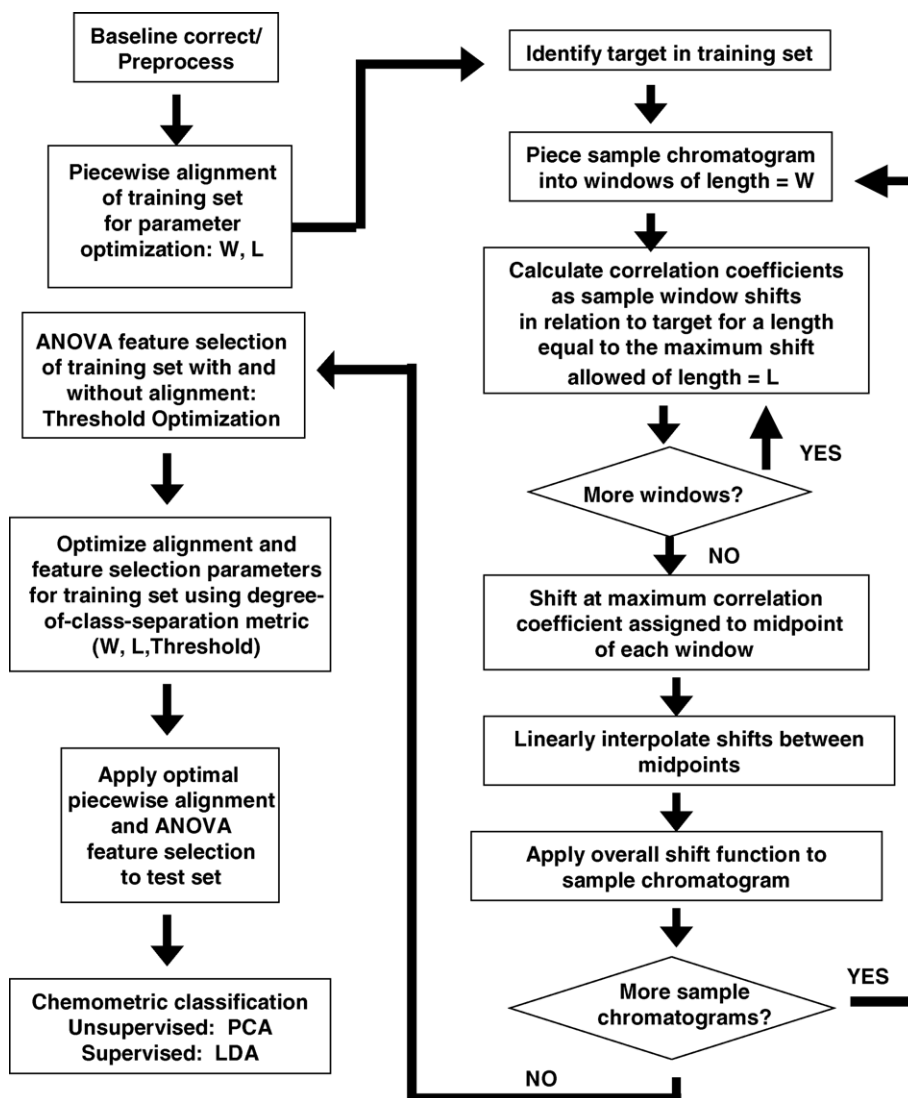 Baseline correct/
Preprocess
Piecewise alignment
of training set
for parameter
optimization: W, L
ANOVA feature selection
of training set with and
without alignment:
Threshold Optimization
Optimize alignment and
feature selection parameters
for training set using degree-
of-class-separation metric
(W, L,Threshold)
Apply optimal
piecewise alignment
and ANOVA
feature selection
to test set
Chemometric classification
Unsupervised: PCA
Supervised: LDA
Identify target in training set
Piece sample chromatogram
into windows of length = W
Calculate correlation coefficients
as sample window shifts
in relation to target for a length
equal to the maximum shift
allowed of length = L
YES
More windows?
NO
Shift at maximum correlation
coefficient assigned to midpoint
of each window
Linearly interpolate shifts between
midpoints
Apply overall shift function to
sample chromatogram
YES
More sample
chromatograms?
NO